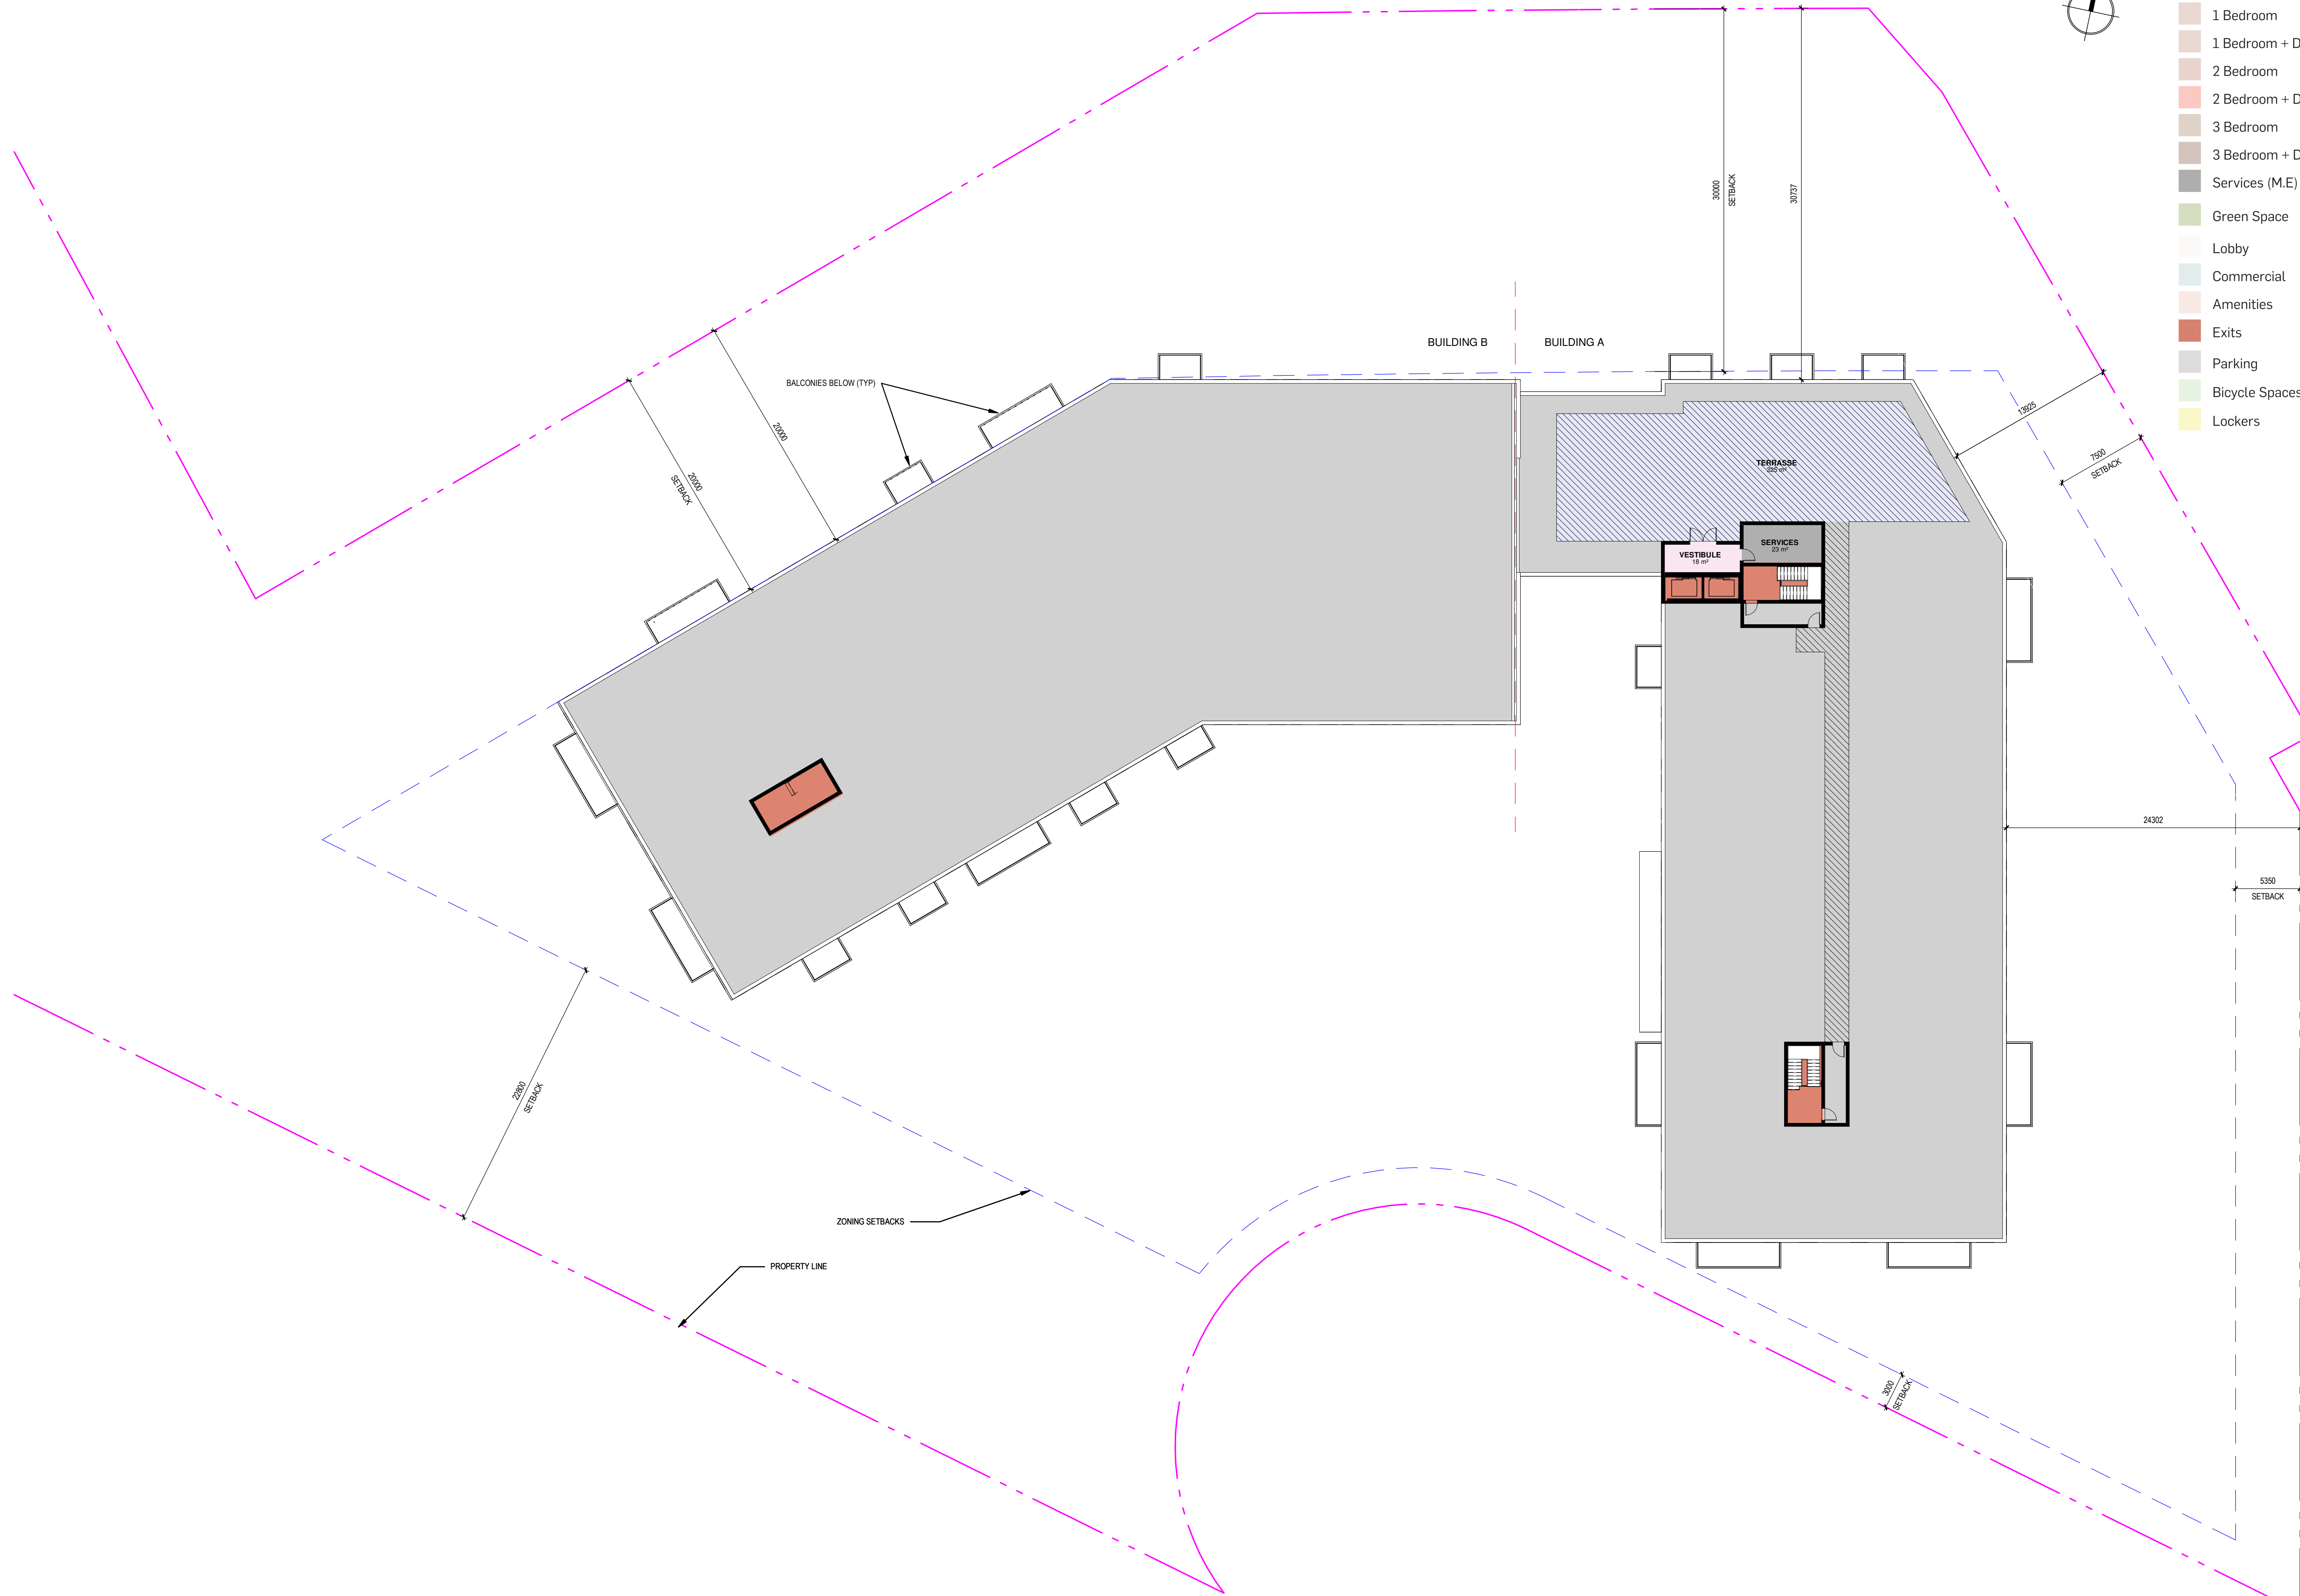 1 Bedroom
1 Bedroom + D
2 Bedroom
2 Bedroom + D
3 Bedroom
3 Bedroom + D
Services (M.E)
Green Space
Lobby
Commercial
Amenities
Exits
Parking
Bicycle Spaces
Lockers
30000
SETBACK
30737
BUILDING B
BUILDING A
BALCONIES BELOW (TYP)
20000
20000
SETBACK
13925
7500
SETBACK
TERRASSE
325 m²
SERVICES
23 m²
VESTIBULE
18 m²
24302
5350
SETBACK
22800
SETBACK
ZONING SETBACKS
PROPERTY LINE
3000
SETBACK